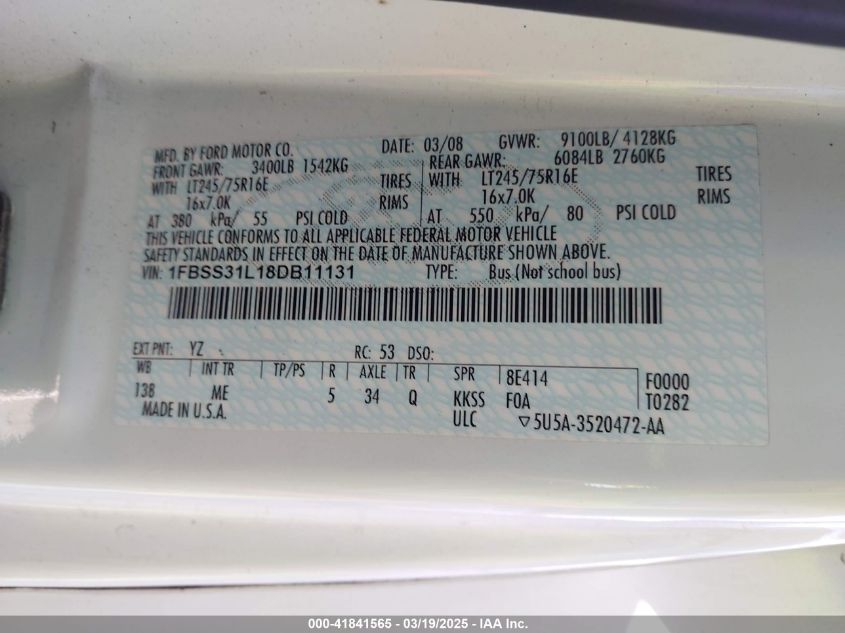 MFD. BY FORD MOTOR CO. DATE: 03/08 GVWR: 9100LB/ 4128KG
FRONT GAWR: 3400LB 1542KG REAR GAWR: 6084LB 2760KG
WITH LT245/75R16E TIRES WITH LT245/75R16E TIRES
16x7.0K RIMS 16x7.0K RIMS
AT 380 kPa/ 55 PSI COLD AT 550 kPa/ 80 PSI COLD
THIS VEHICLE CONFORMS TO ALL APPLICABLE FEDERAL MOTOR VEHICLE
SAFETY STANDARDS IN EFFECT ON THE DATE OF MANUFACTURE SHOWN ABOVE.
VIN: 1FBSS31L18DB11131 TYPE: Bus (Not school bus)
EXT PNT: YZ RC: 53 DSO:
WB INT TR TP/PS R AXLE TR SPR 8E414 F0000
138 ME 5 34 Q KKSS F0A T0282
MADE IN U.S.A. ULC ▽5U5A-3520472-AA
000-41841565 - 03/19/2025 - IAA Inc.